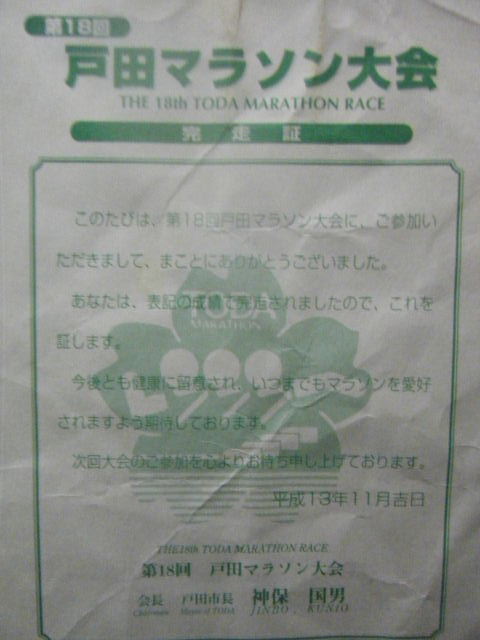 第18回
戸田マラソン大会
THE 18th TODA MARATHON RACE
完走証
このたびは、第18回戸田マラソン大会に、ご参加い
ただきまして、まことにありがとうございました。
あなたは、表記の成績で完走されましたので、これを
証します。
今後とも健康に留意され、いつまでもマラソンを愛好
されますよう期待しております。
次回大会のご参加を心よりお待ち申し上げております。
TODA
MARATHON
平成13年11月吉日
THE 18th TODA MARATHON RACE
第18回 戸田マラソン大会
会長 戸田市長 神保 国男
Chairman Mayor of TODA JINBO , KUNIO